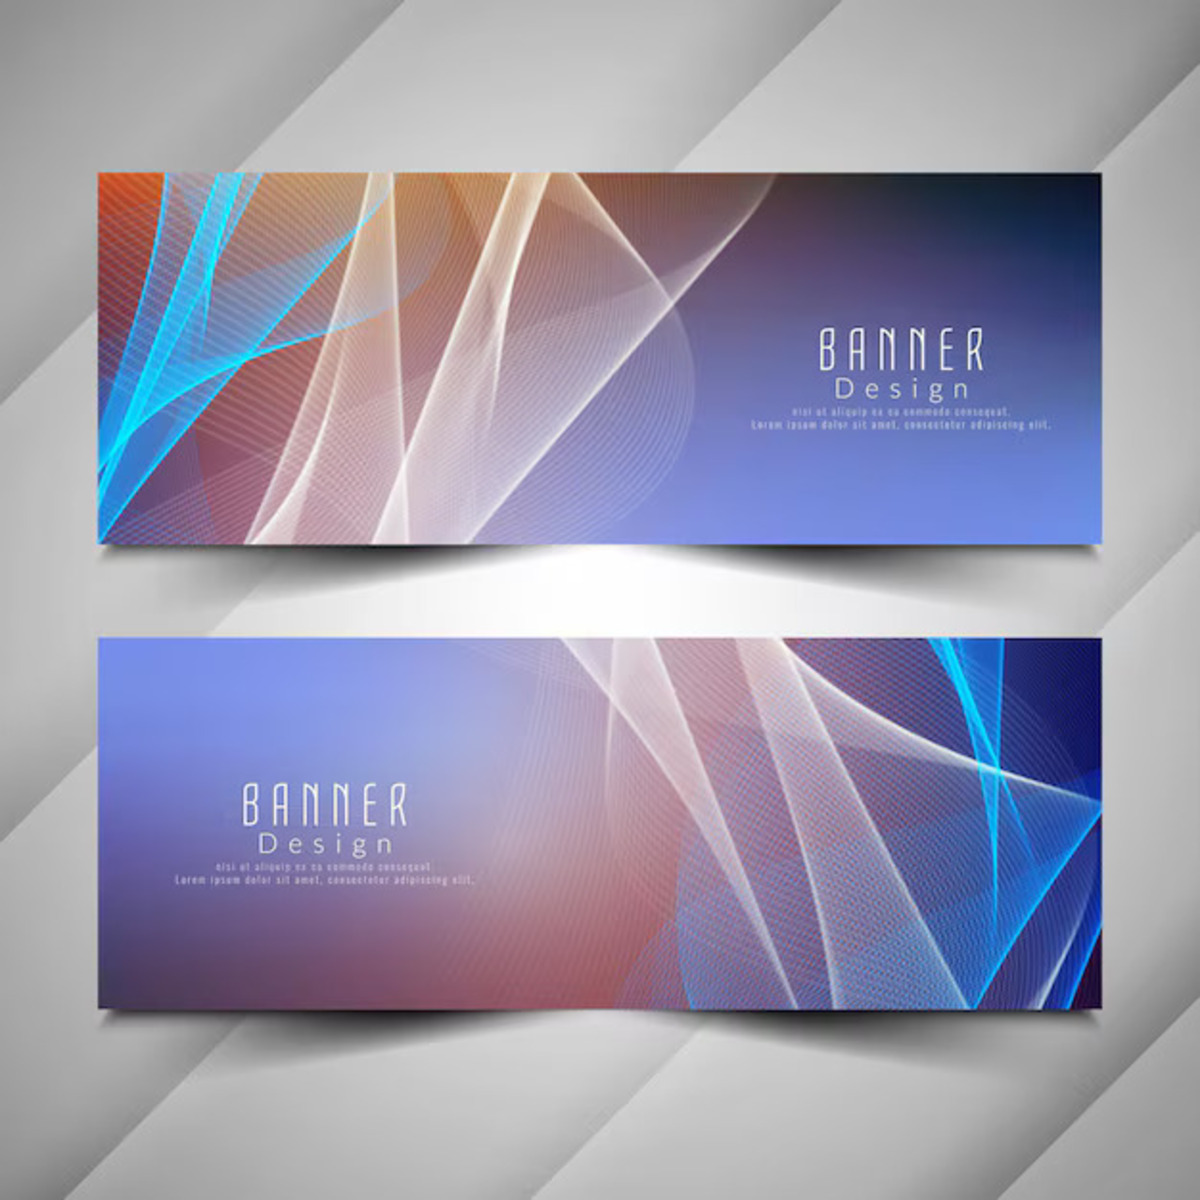 BANNER
Design
nisi ut aliquip ex ea commodo consequat.
Lorem ipsum dolor sit amet, consectetur adipiscing elit,
BANNER
Design
nisi ut aliquip ex ea commodo consequat.
Lorem ipsum dolor sit amet, consectetur adipiscing elit,